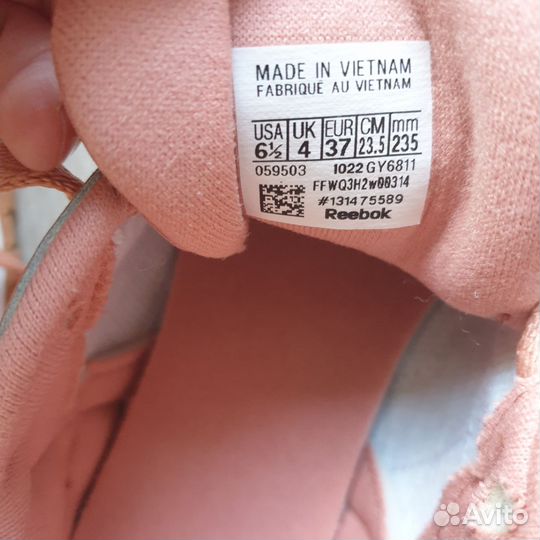 MADE IN VIETNAM
FABRIQUÉ AU VIETNAM
USA UK EUR CM mm
6½ 4 37 23.5 235
059503 1022 GY6811
FFWQ3H2w00314
#131475589
Reebok
Avito